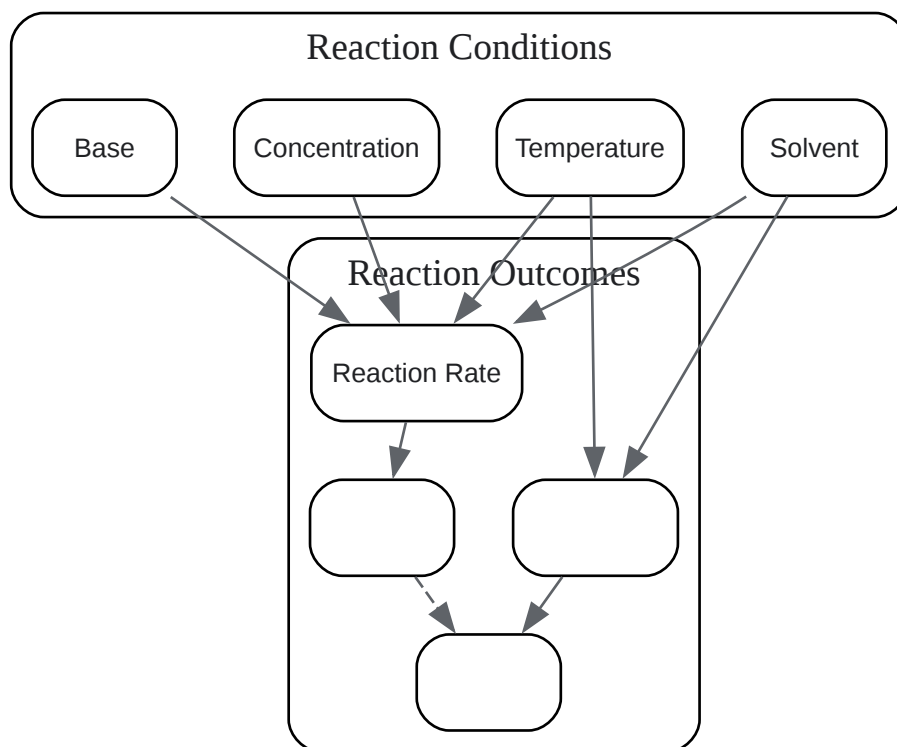 Reaction Conditions
Base
Concentration
Temperature
Solvent
Reaction Outcomes
Reaction Rate